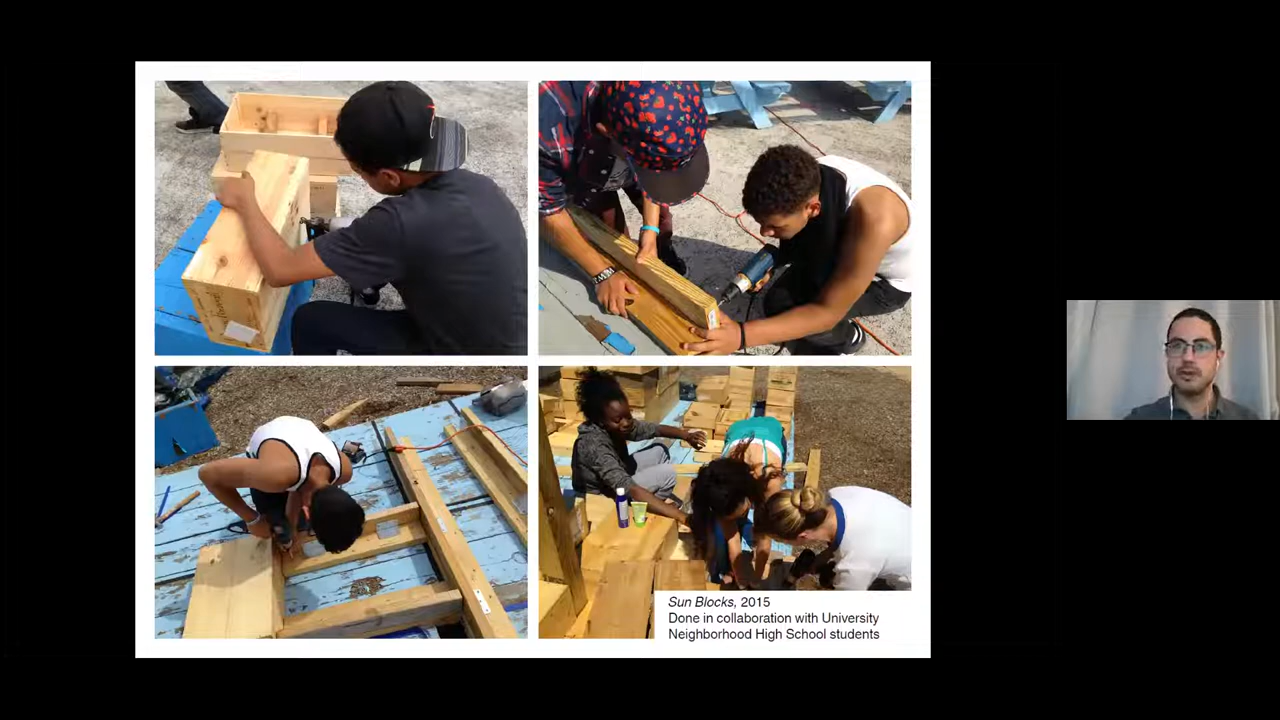 Sun Blocks, 2015
Done in collaboration with University
Neighborhood High School students